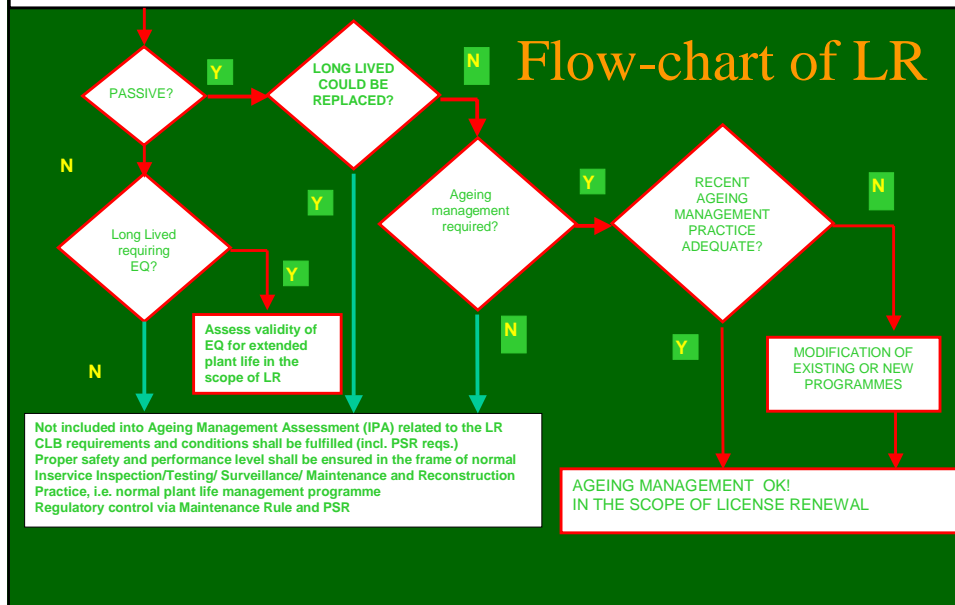 Flow-chart of LR
PASSIVE?
Y
LONG LIVED
COULD BE
REPLACED?
N
N
Long Lived
requiring
EQ?
Y
Y
Ageing
management
required?
Y
RECENT
AGEING
MANAGEMENT
PRACTICE
ADEQUATE?
N
N
Assess validity of
EQ for extended
plant life in the
scope of LR
N
Y
MODIFICATION OF
EXISTING OR NEW
PROGRAMMES
Not included into Ageing Management Assessment (IPA) related to the LR
CLB requirements and conditions shall be fulfilled (incl. PSR reqs.)
Proper safety and performance level shall be ensured in the frame of normal
Inservice Inspection/Testing/ Surveillance/ Maintenance and Reconstruction
Practice, i.e. normal plant life management programme
Regulatory control via Maintenance Rule and PSR
AGEING MANAGEMENT OK!
IN THE SCOPE OF LICENSE RENEWAL